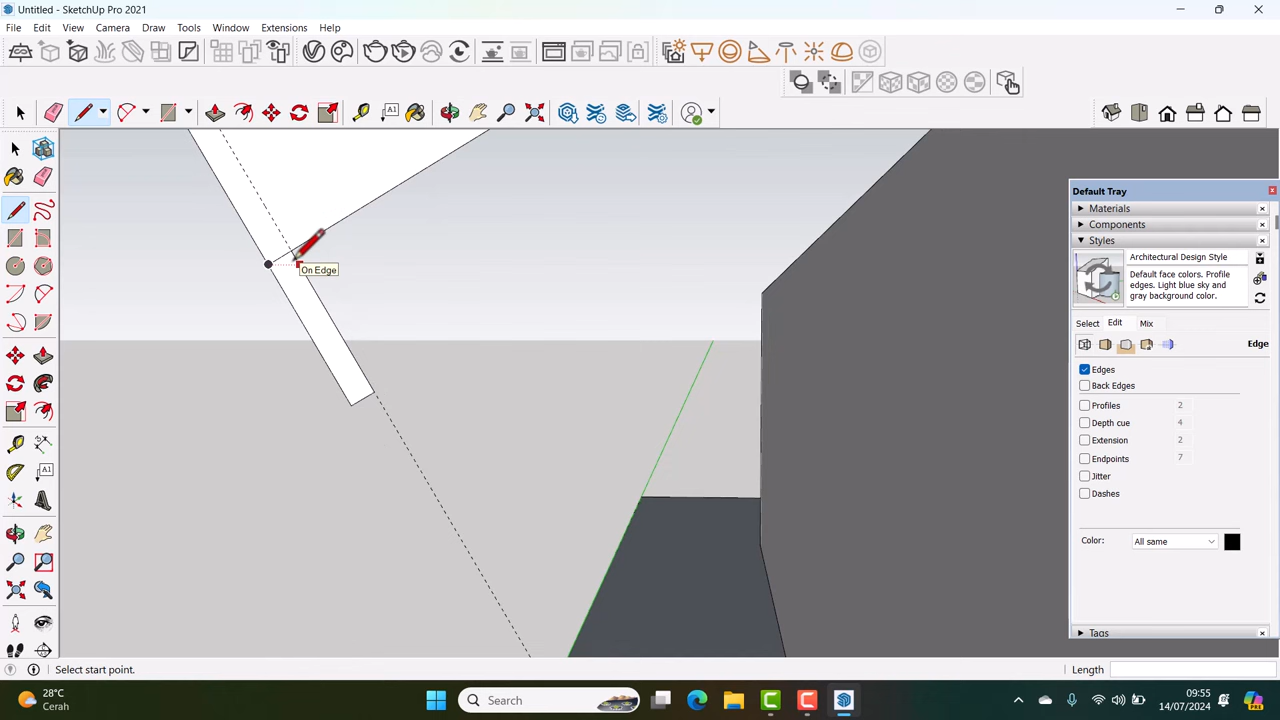 Untitled - SketchUp Pro 2021
File Edit View Camera Draw Tools Window Extensions Help
A1
Default Tray
Materials
Components
Styles
Architectural Design Style
Default face colors. Profile
edges. Light blue sky and
gray background color.
Select Edit Mix
Edge
Edges
Back Edges
Profiles 2
Depth cue 4
Extension 2
Endpoints 7
Jitter
Dashes
Color: All same
Tags
On Edge
A1
Select start point.
Length
28°C
Cerah
Search
09:55
14/07/2024